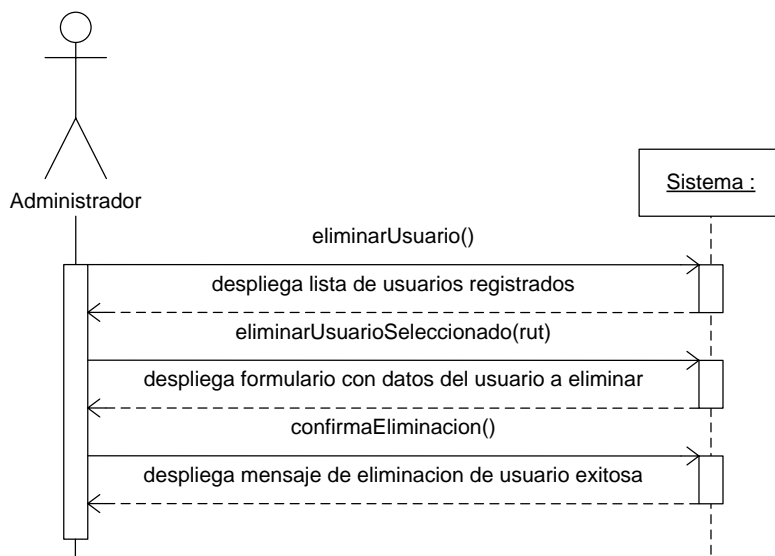 Administrador
Sistema :
eliminarUsuario()
despliega lista de usuarios registrados
eliminarUsuarioSeleccionado(rut)
despliega formulario con datos del usuario a eliminar
confirmaEliminacion()
despliega mensaje de eliminacion de usuario exitosa